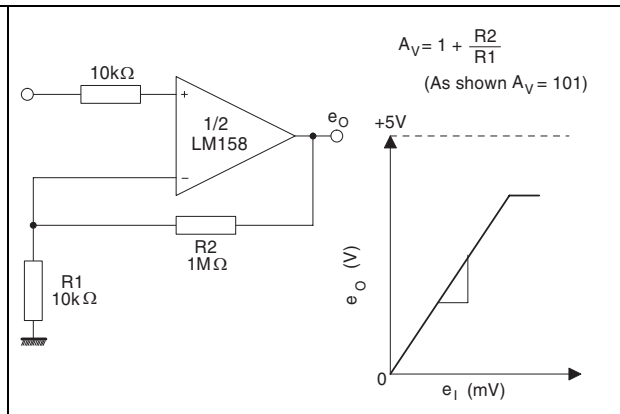 A_V = 1 + R2/R1
(As shown A_V = 101)
10kΩ
+
1/2
LM158
−
e_O
R2
1MΩ
R1
10kΩ
+5V
e_O (V)
0
e_I (mV)